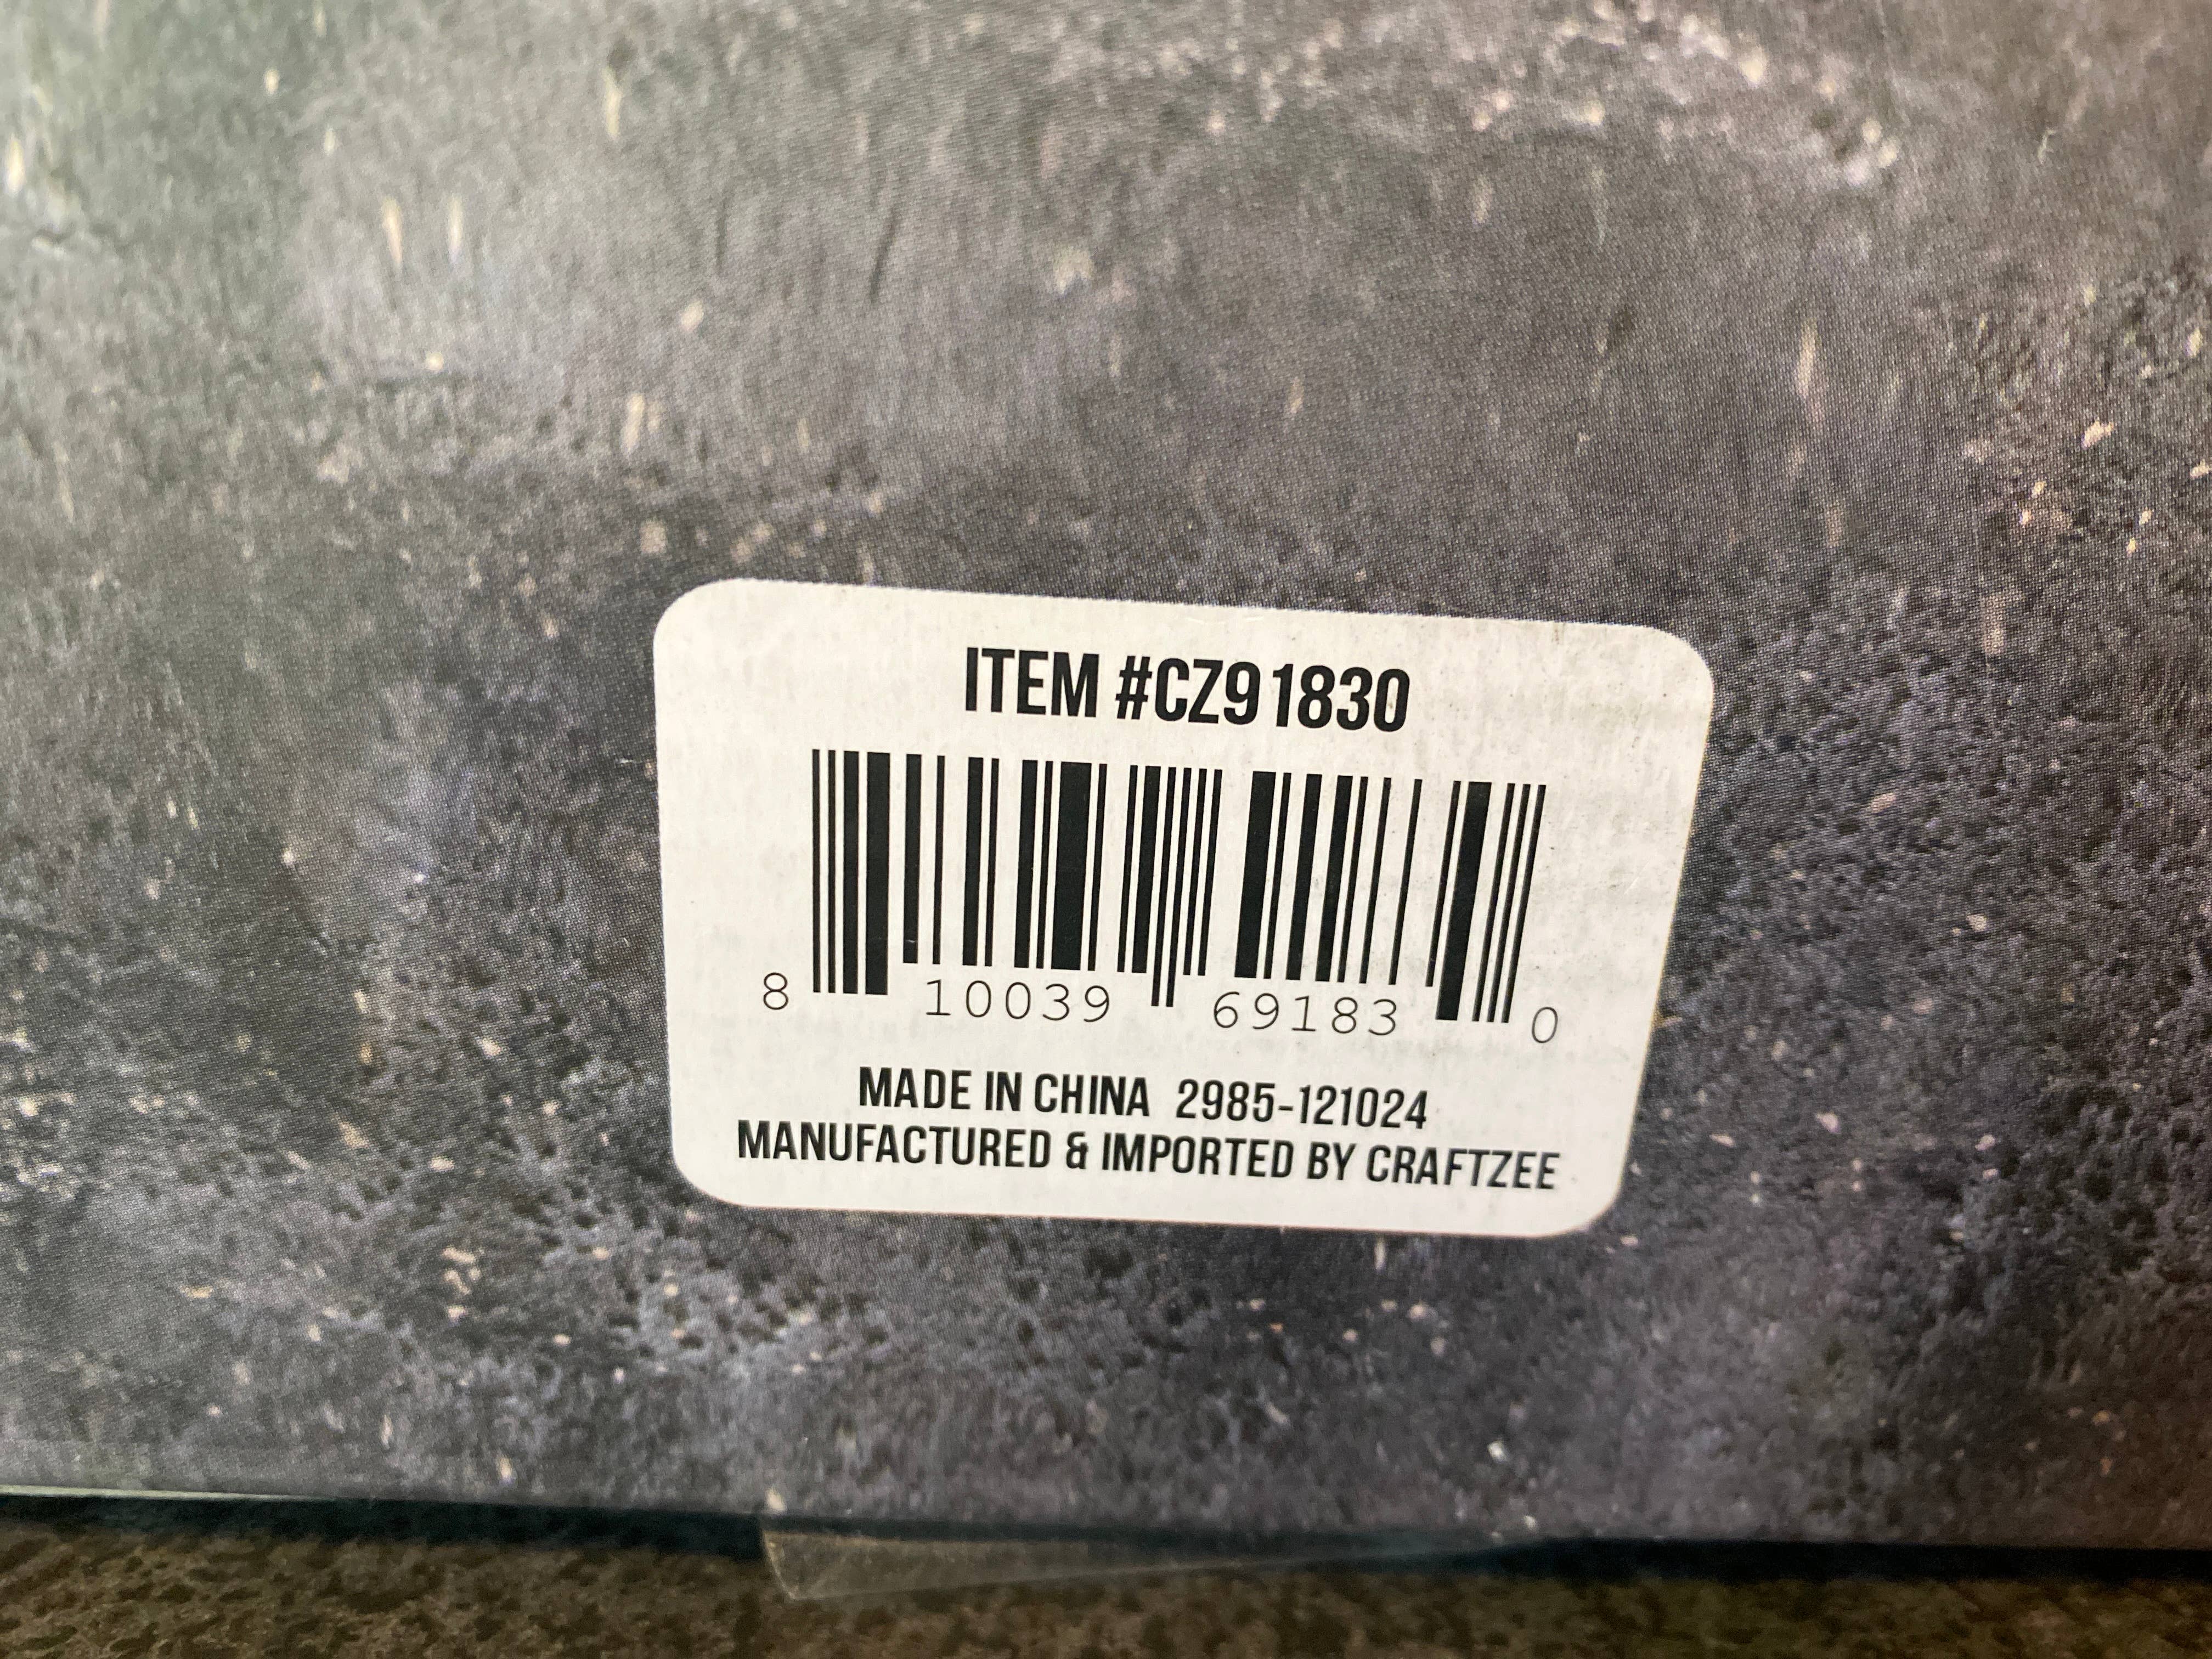 ITEM #CZ91830
8 10039 69183 0
MADE IN CHINA 2985-121024
MANUFACTURED & IMPORTED BY CRAFTZEE